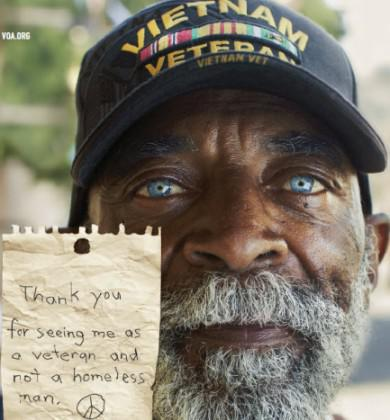 VOA.ORG
VIETNAM
VETERAN
VIETNAM VET
Thank you
for seeing me as
a veteran and
not a homeless
man.